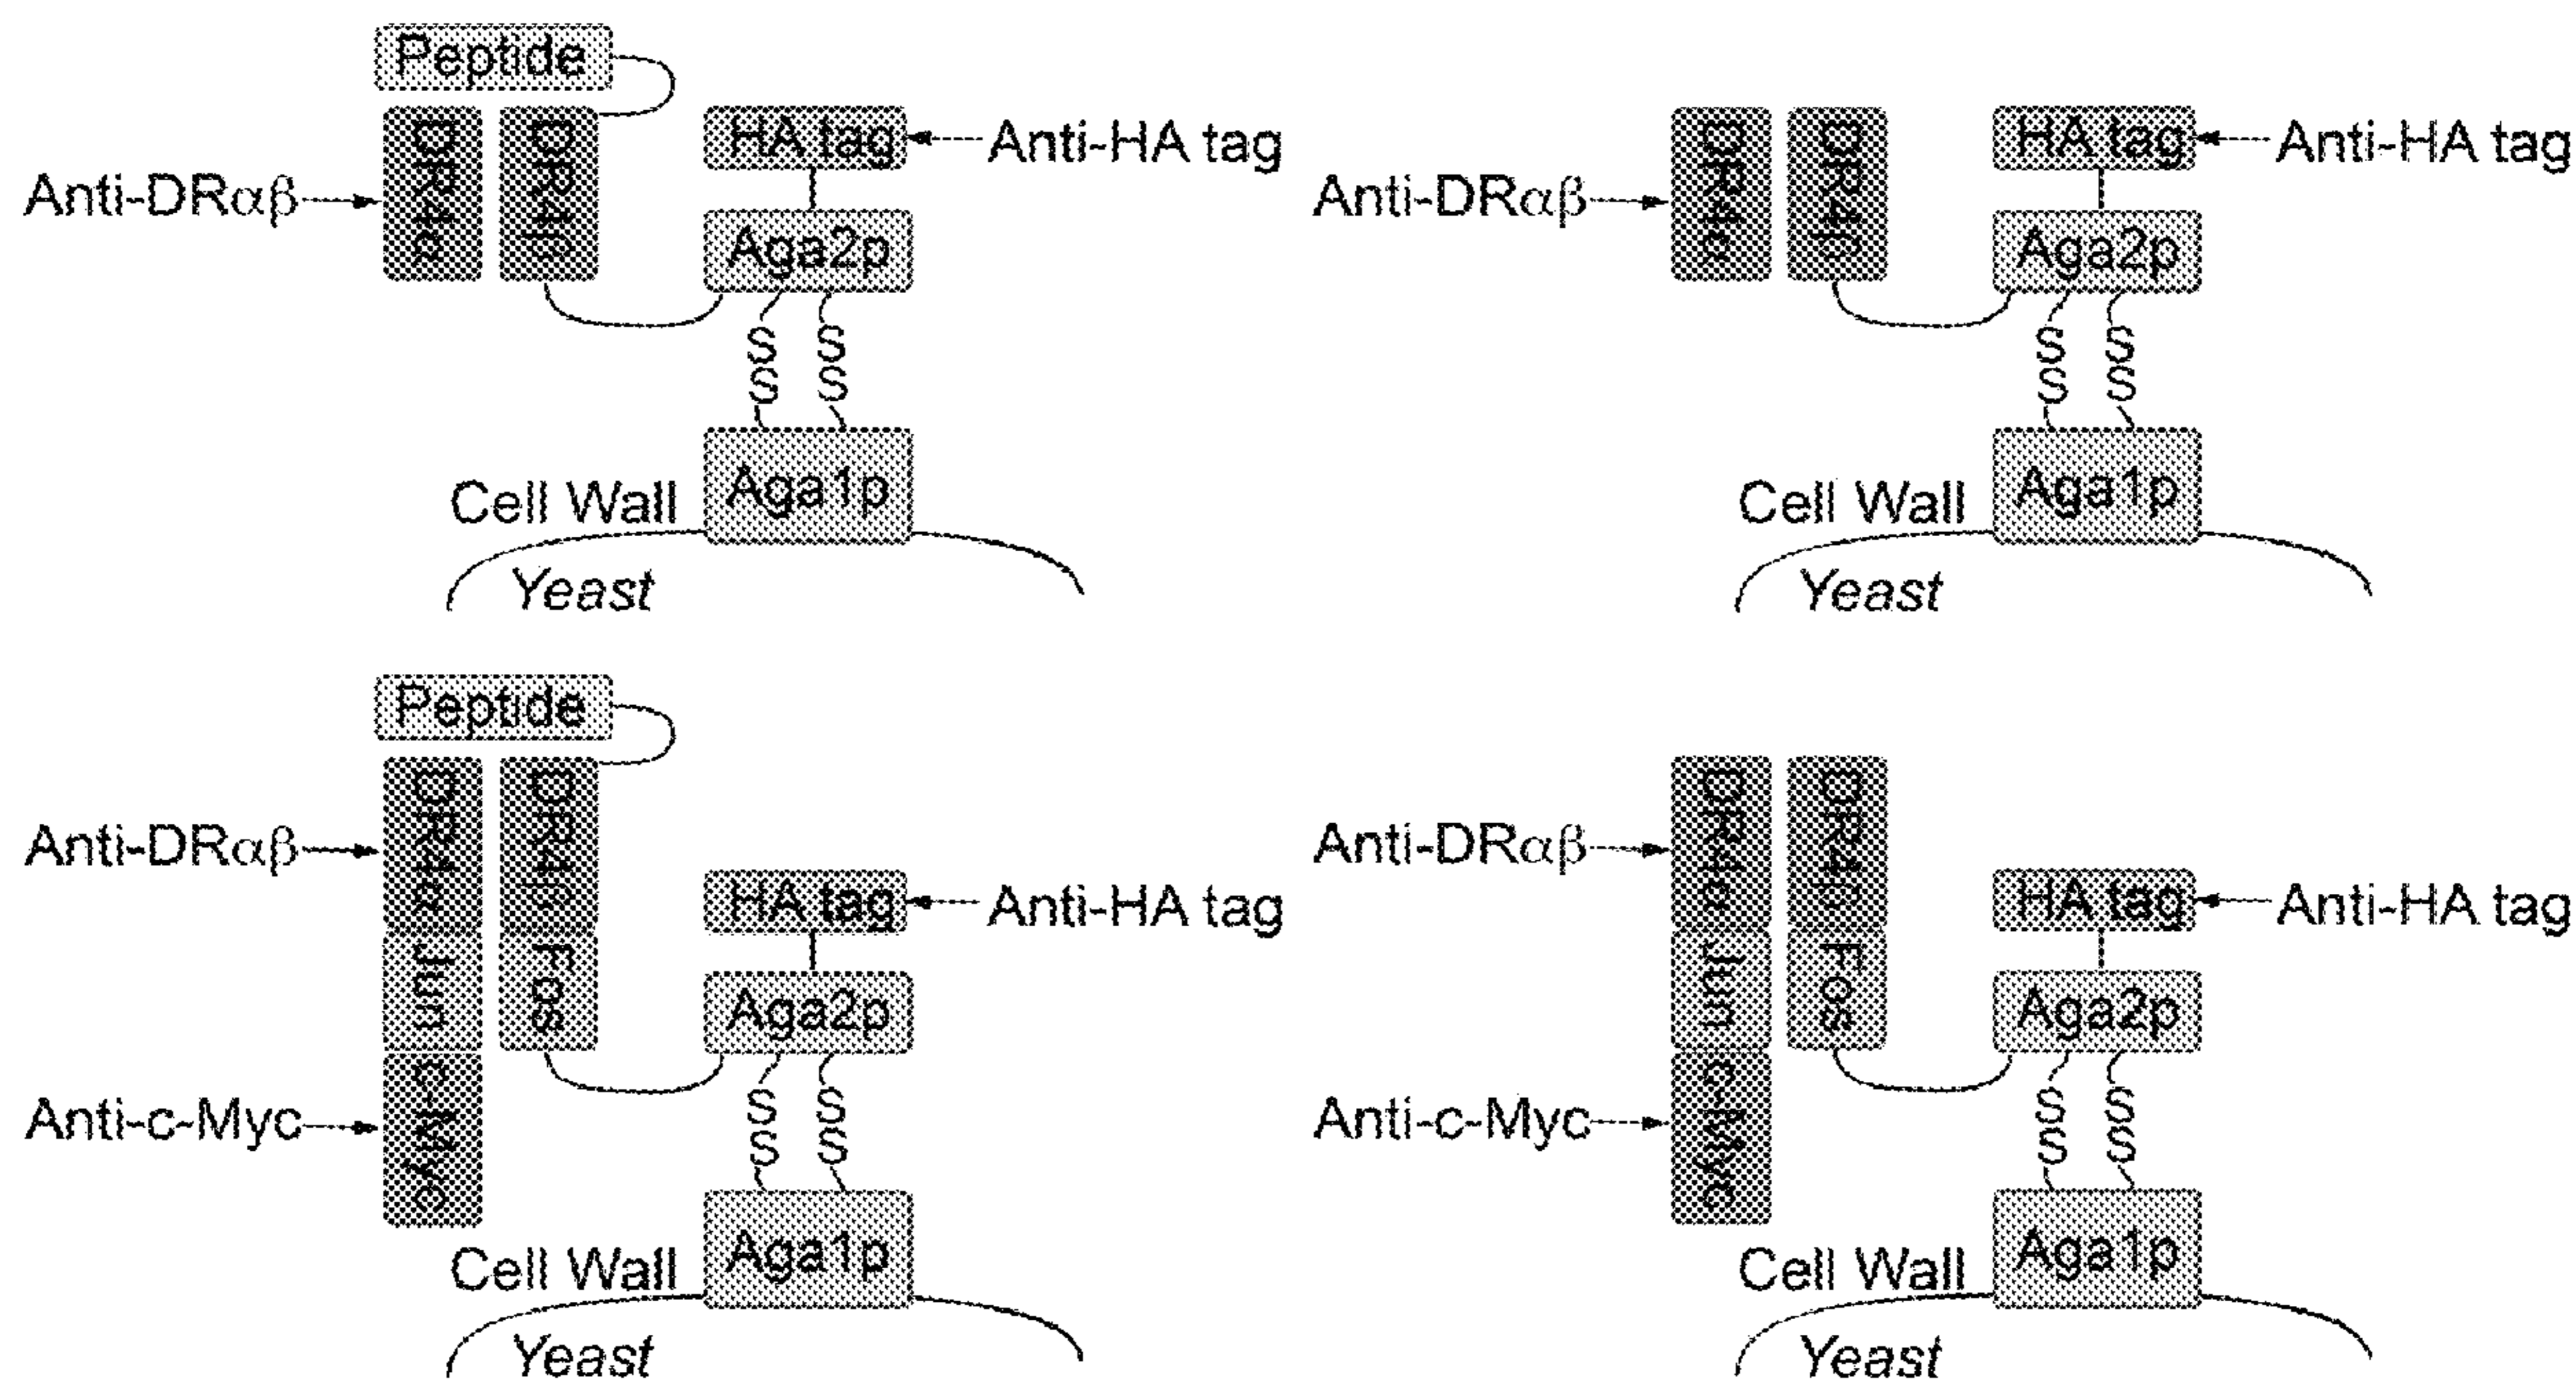 Peptide
DR4α
DR4β
HA tag
Anti-HA tag
Anti-DRαβ
Aga2p
S S
S S
Aga1p
Cell Wall
Yeast
DR4α
DR4β
HA tag
Anti-HA tag
Anti-DRαβ
Aga2p
S S
S S
Aga1p
Cell Wall
Yeast
Peptide
DR4α
DR4β
Anti-DRαβ
HA tag
Anti-HA tag
Jun
Fos
Aga2p
Anti-c-Myc
c-Myc
S S
S S
Aga1p
Cell Wall
Yeast
DR4α
DR4β
Anti-DRαβ
HA tag
Anti-HA tag
Jun
Fos
Aga2p
Anti-c-Myc
c-Myc
S S
S S
Aga1p
Cell Wall
Yeast